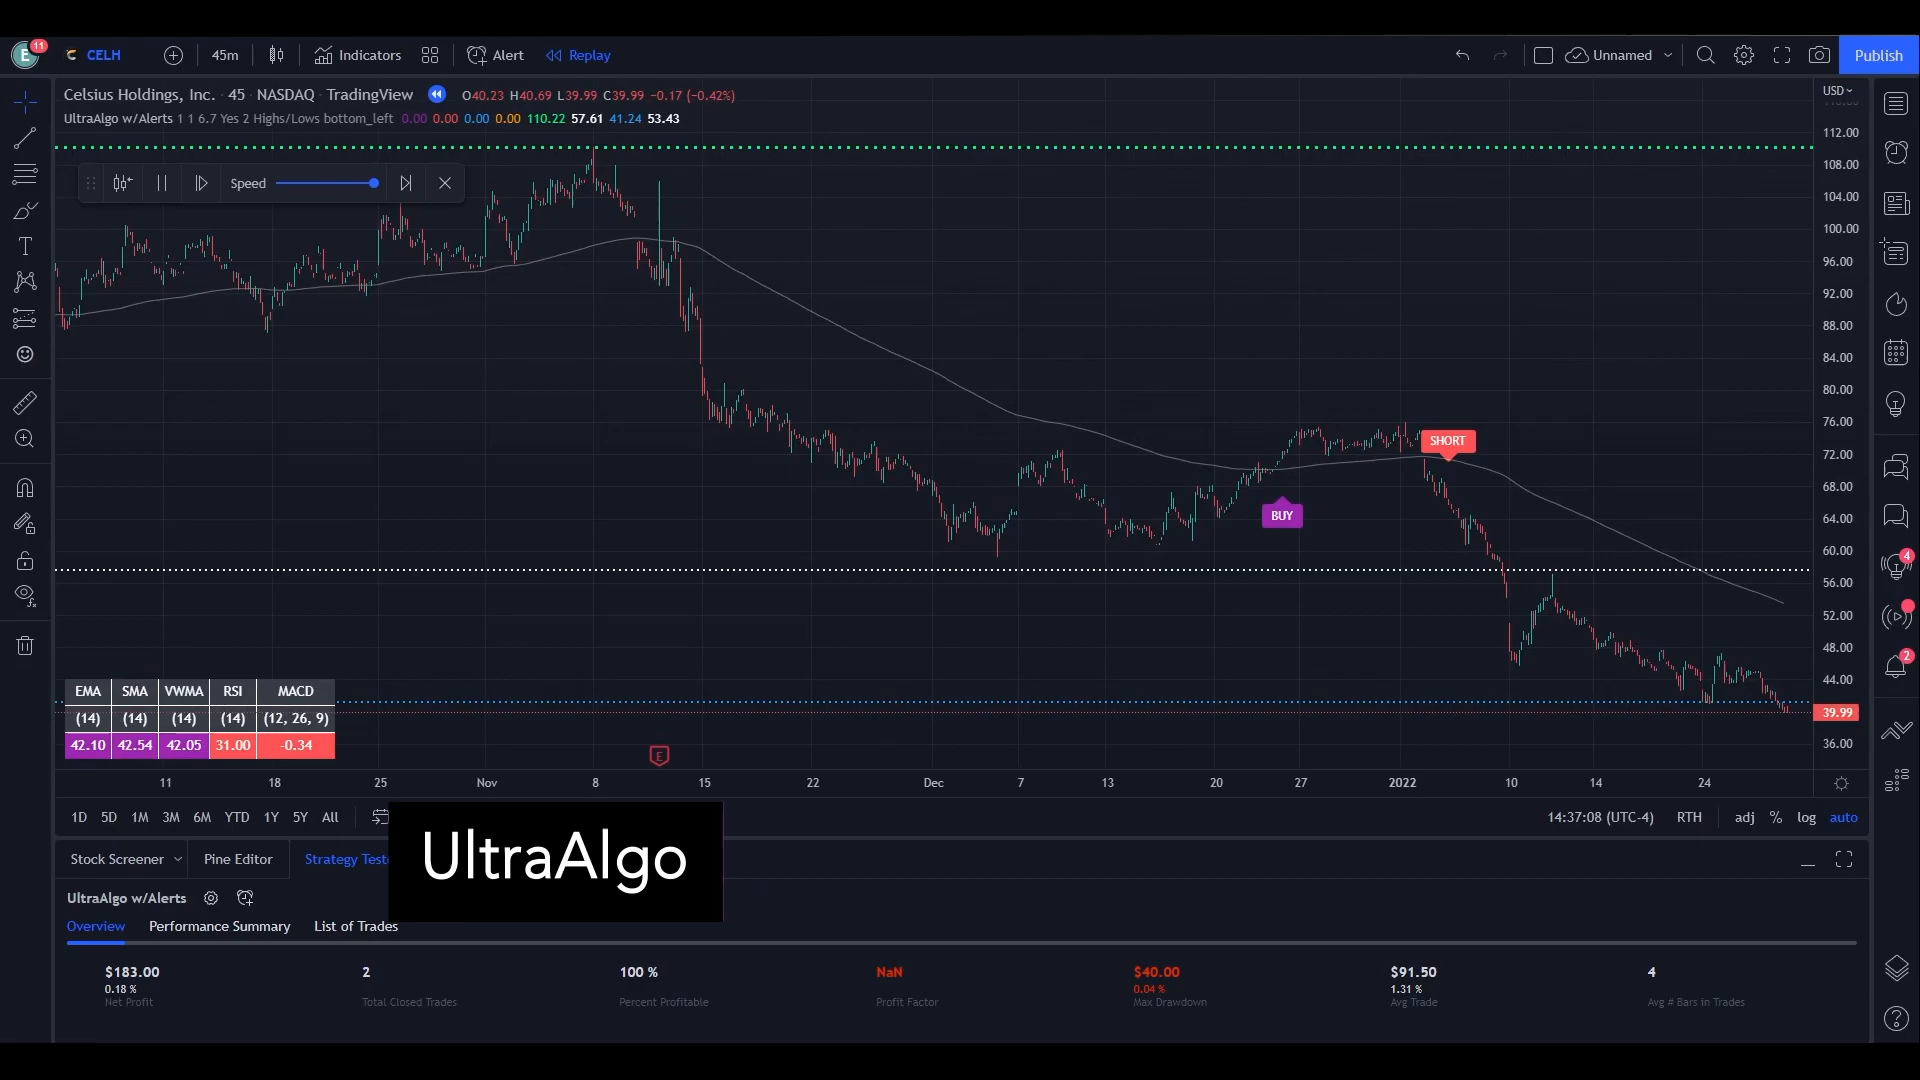 E 11 CELH 45m Indicators Alert Replay Unnamed Publish
Celsius Holdings, Inc. · 45 · NASDAQ · TradingView O40.23 H40.69 L39.99 C39.99 −0.17 (−0.42%)
UltraAlgo w/Alerts 1 1 6.7 Yes 2 Highs/Lows bottom_left 0.00 0.00 0.00 0.00 110.22 57.61 41.24 53.43
USD
112.00
108.00
Speed
104.00
100.00
96.00
92.00
88.00
84.00
80.00
76.00
SHORT
72.00
68.00
BUY
64.00
60.00
4
56.00
52.00
48.00
2
44.00
39.99
36.00
EMA SMA VWMA RSI MACD
(14) (14) (14) (14) (12, 26, 9)
42.10 42.54 42.05 31.00 -0.34
E
11 18 25 Nov 8 15 22 Dec 7 13 20 27 2022 10 14 24
1D 5D 1M 3M 6M YTD 1Y 5Y All 14:37:08 (UTC-4) RTH adj % log auto
UltraAlgo
Stock Screener Pine Editor Strategy Teste
UltraAlgo w/Alerts
Overview Performance Summary List of Trades
$183.00 2 100 % NaN $40.00 $91.50 4
0.18 % 0.04 % 1.31 %
Net Profit Total Closed Trades Percent Profitable Profit Factor Max Drawdown Avg Trade Avg # Bars in Trades